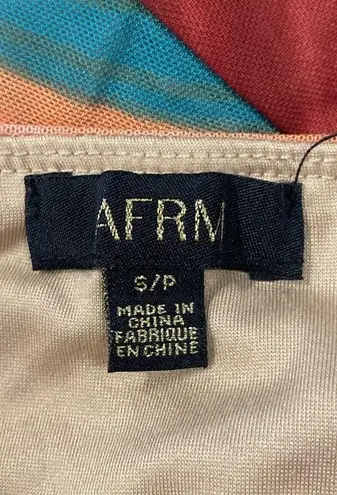 AFRM
S/P
MADE IN
CHINA
FABRIQUE
EN CHINE